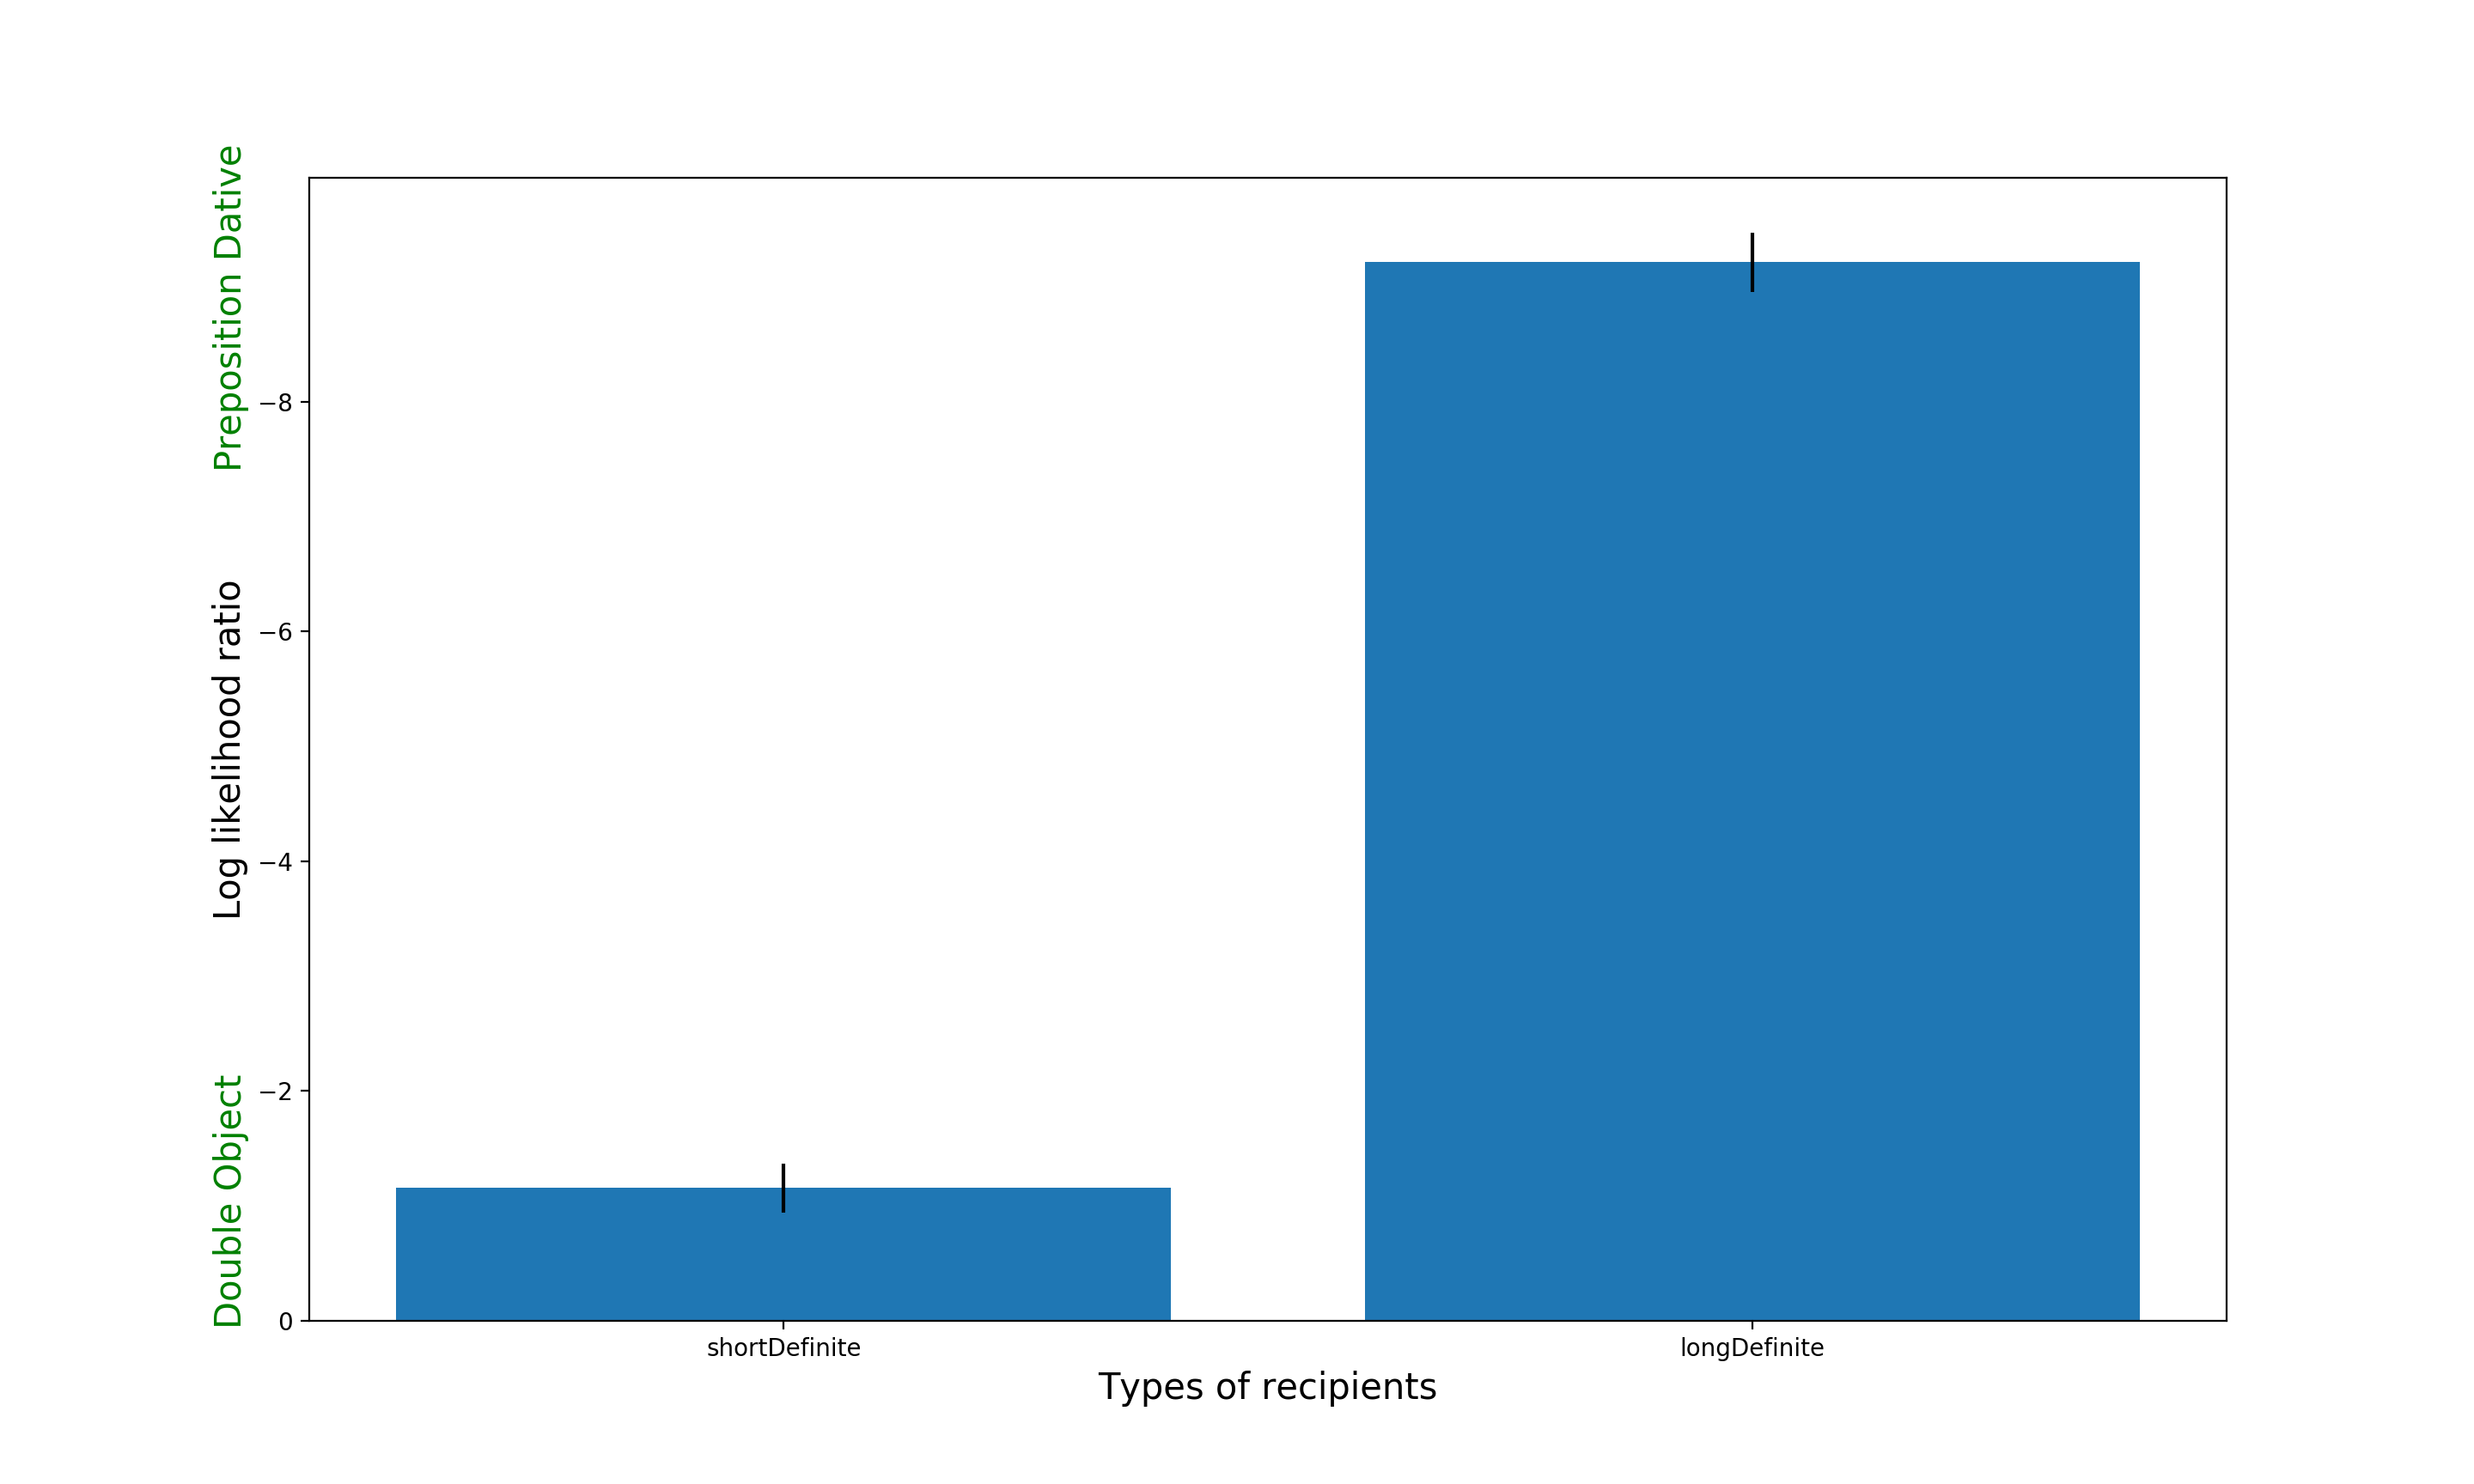 Preposition Dative
Log likelihood ratio
Double Object
−8
−6
−4
−2
0
shortDefinite
longDefinite
Types of recipients